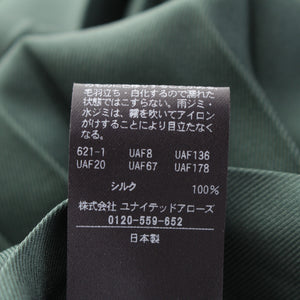 毛羽立ち・白化するので濡れた
状態ではこすらない。雨ジミ・
水ジミは、霧を吹いてアイロン
がけすることにより目立たなく
なります。
621-1 UAF8 UAF136
UAF20 UAF67 UAF178
シルク 100%
株式会社 ユナイテッドアローズ
0120-559-652
日本製